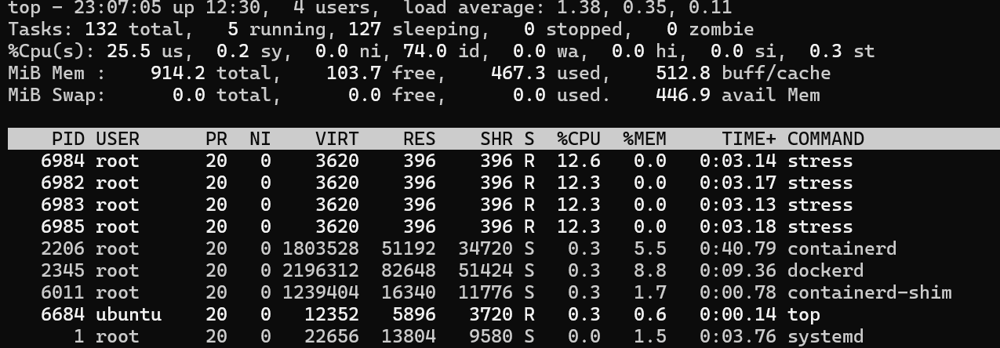 top - 23:07:05 up 12:30,  4 users,  load average: 1.38, 0.35, 0.11
Tasks: 132 total,   5 running, 127 sleeping,   0 stopped,   0 zombie
%Cpu(s): 25.5 us,  0.2 sy,  0.0 ni, 74.0 id,  0.0 wa,  0.0 hi,  0.0 si,  0.3 st
MiB Mem :    914.2 total,    103.7 free,    467.3 used,    512.8 buff/cache
MiB Swap:      0.0 total,      0.0 free,      0.0 used.    446.9 avail Mem
    PID USER      PR  NI    VIRT    RES    SHR S  %CPU  %MEM     TIME+ COMMAND
   6984 root      20   0    3620    396    396 R  12.6   0.0   0:03.14 stress
   6982 root      20   0    3620    396    396 R  12.3   0.0   0:03.17 stress
   6983 root      20   0    3620    396    396 R  12.3   0.0   0:03.13 stress
   6985 root      20   0    3620    396    396 R  12.3   0.0   0:03.18 stress
   2206 root      20   0 1803528  51192  34720 S   0.3   5.5   0:40.79 containerd
   2345 root      20   0 2196312  82648  51424 S   0.3   8.8   0:09.36 dockerd
   6011 root      20   0 1239404  16340  11776 S   0.3   1.7   0:00.78 containerd-shim
   6684 ubuntu    20   0   12352   5896   3720 R   0.3   0.6   0:00.14 top
      1 root      20   0   22656  13804   9580 S   0.0   1.5   0:03.76 systemd